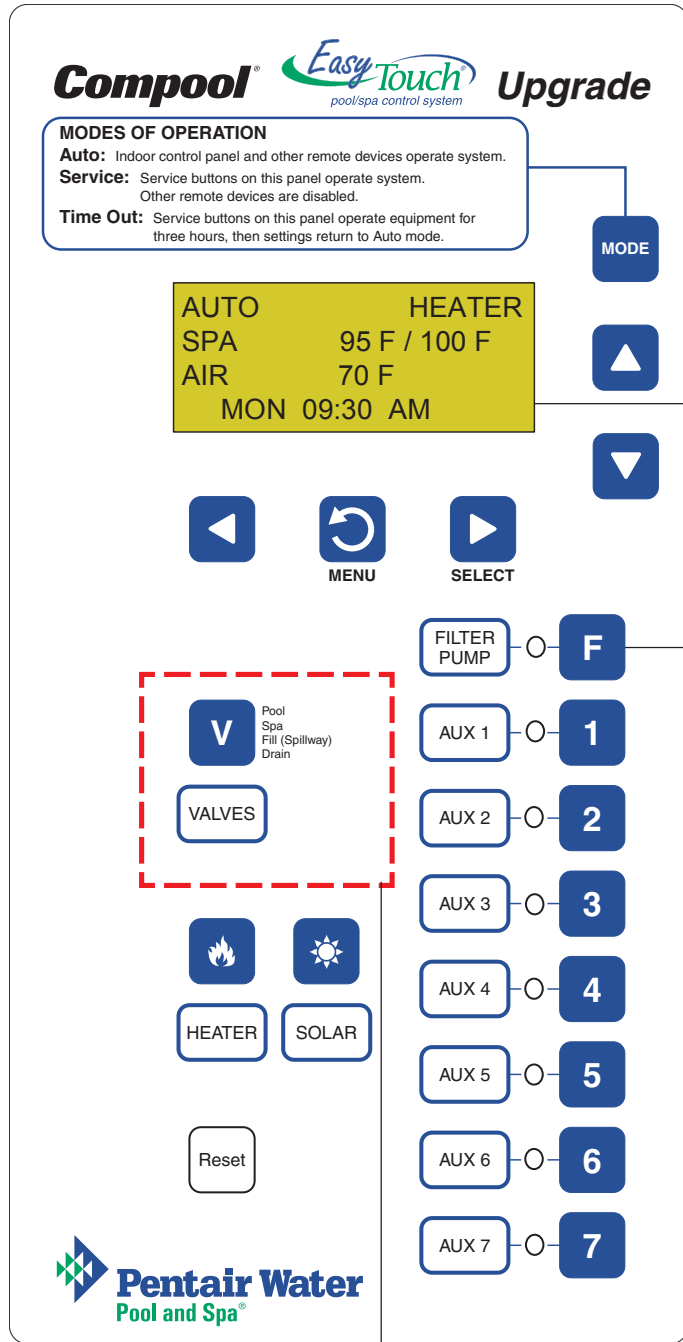 Compool® EasyTouch® Upgrade
pool/spa control system
MODES OF OPERATION
Auto: Indoor control panel and other remote devices operate system.
Service: Service buttons on this panel operate system.
Other remote devices are disabled.
Time Out: Service buttons on this panel operate equipment for
three hours, then settings return to Auto mode.
MODE
AUTO HEATER
SPA 95 F / 100 F
AIR 70 F
MON 09:30 AM
MENU
SELECT
FILTER
PUMP
F
V
Pool
Spa
Fill (Spillway)
Drain
VALVES
AUX 1
1
AUX 2
2
AUX 3
3
AUX 4
4
HEATER
SOLAR
AUX 5
5
Reset
AUX 6
6
AUX 7
7
Pentair Water
Pool and Spa®